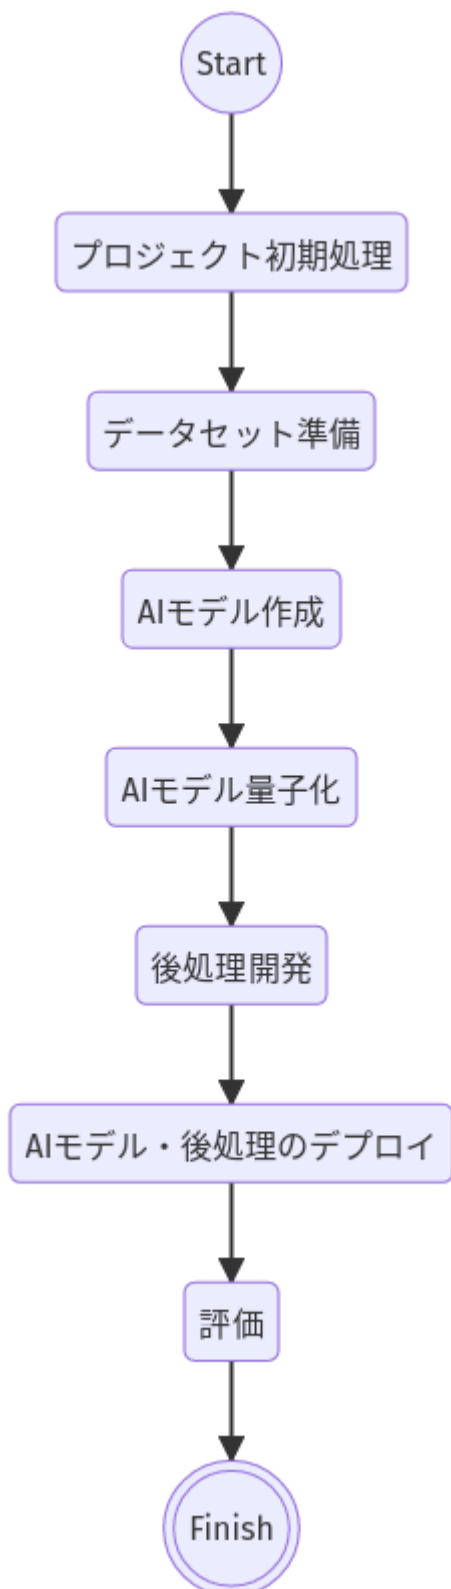 Start
プロジェクト初期処理
データセット準備
AIモデル作成
AIモデル量子化
後処理開発
AIモデル・後処理のデプロイ
評価
Finish